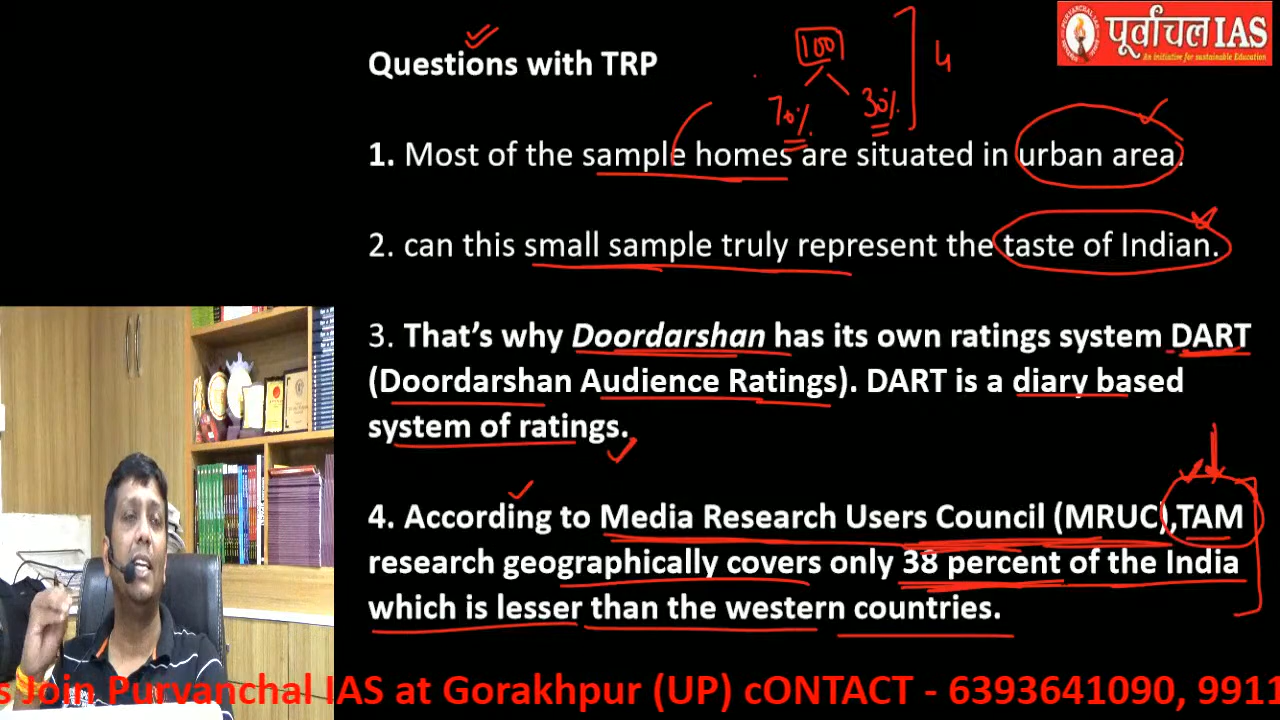 पूर्वांचल IAS
An initiative for sustainable Education
Questions with TRP
100
70%
30%
4
1. Most of the sample homes are situated in urban area.
2. can this small sample truly represent the the taste of Indian.
3. That's why Doordarshan has its own ratings system DART
(Doordarshan Audience Ratings). DART is a diary based
system of ratings.
4. According to Media Research Users Council (MRUC),TAM
research geographically covers only 38 percent of the India
which is lesser than the western countries.
s Join Purvanchal IAS at Gorakhpur (UP) cONTACT - 6393641090, 9911